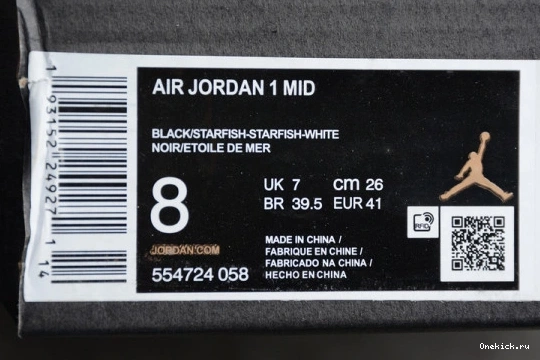 AIR JORDAN 1 MID
BLACK/STARFISH-STARFISH-WHITE
NOIR/ETOILE DE MER
8
UK 7 cm 26
BR 39.5 EUR 41
JORDAN.COM
554724 058
MADE IN CHINA /
FABRIQUE EN CHINE /
FABRICADO NA CHINA /
HECHO EN CHINA
RFID
1 93152 24927 1 14
Onekick.ru